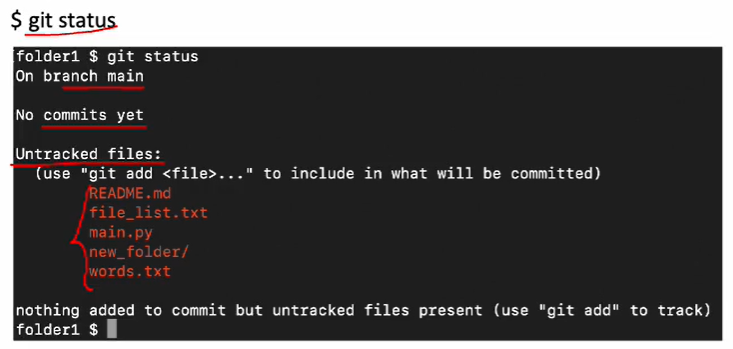 $ git status
folder1 $ git status
On branch main
No commits yet
Untracked files:
(use "git add <file>..." to include in what will be committed)
README.md
file_list.txt
main.py
new_folder/
words.txt
nothing added to commit but untracked files present (use "git add" to track)
folder1 $